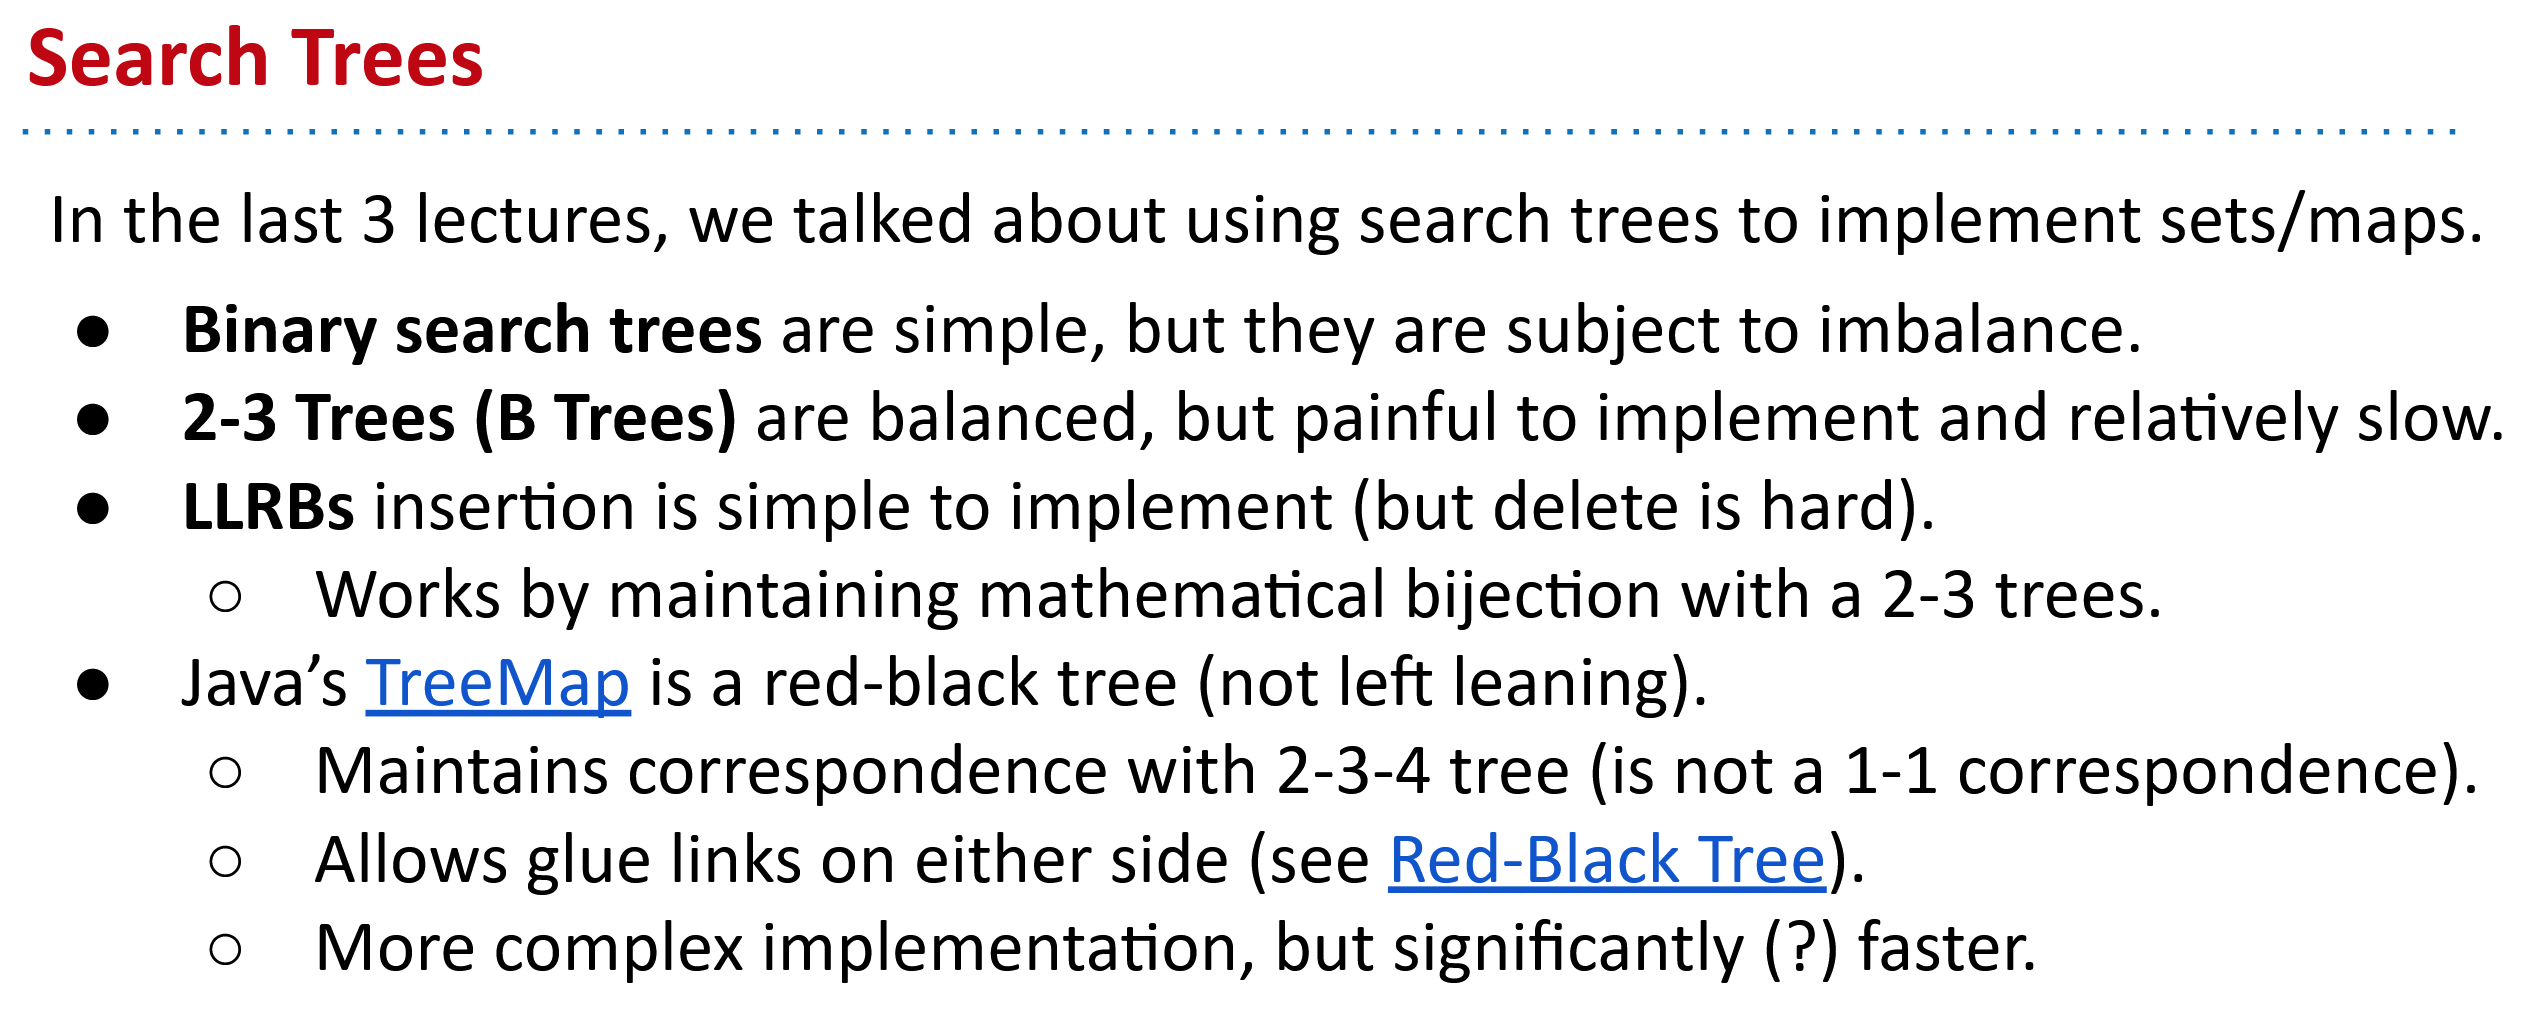 Search Trees
In the last 3 lectures, we talked about using search trees to implement sets/maps.
● Binary search trees are simple, but they are subject to imbalance.
● 2-3 Trees (B Trees) are balanced, but painful to implement and relatively slow.
● LLRBs insertion is simple to implement (but delete is hard).
○ Works by maintaining mathematical bijection with a 2-3 trees.
● Java’s TreeMap is a red-black tree (not left leaning).
○ Maintains correspondence with 2-3-4 tree (is not a 1-1 correspondence).
○ Allows glue links on either side (see Red-Black Tree).
○ More complex implementation, but significantly (?) faster.